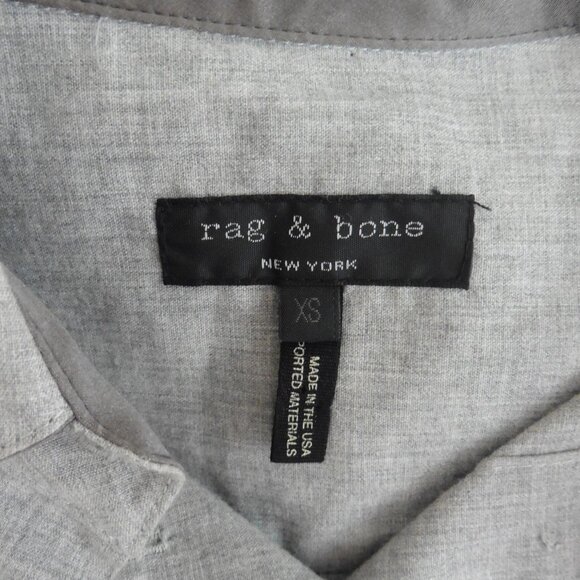 rag & bone
NEW YORK
XS
MADE IN THE USA
PORTED MATERIALS